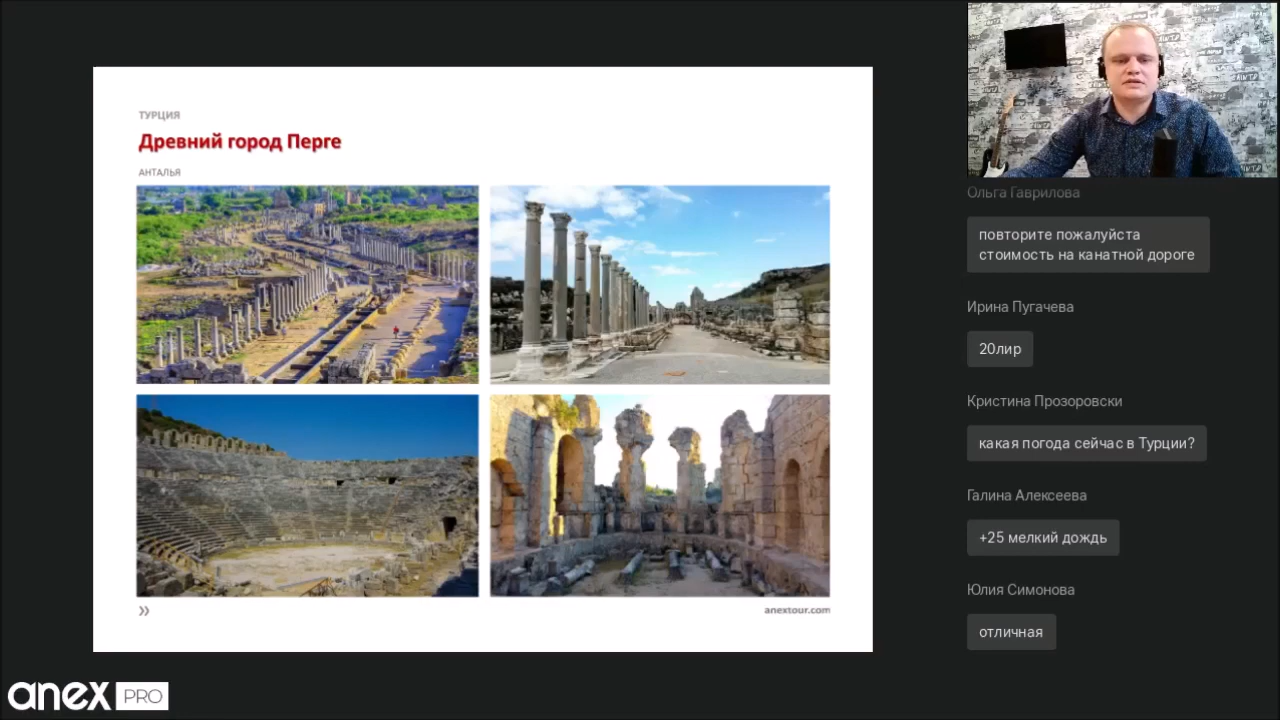 ТУРЦИЯ
Древний город Перге
АНТАЛЬЯ
anextour.com
anex PRO
Ольга Гаврилова
повторите пожалуйста
стоимость на канатной дороге
Ирина Пугачева
20лир
Кристина Прозоровски
какая погода сейчас в Турции?
Галина Алексеева
+25 мелкий дождь
Юлия Симонова
отличная